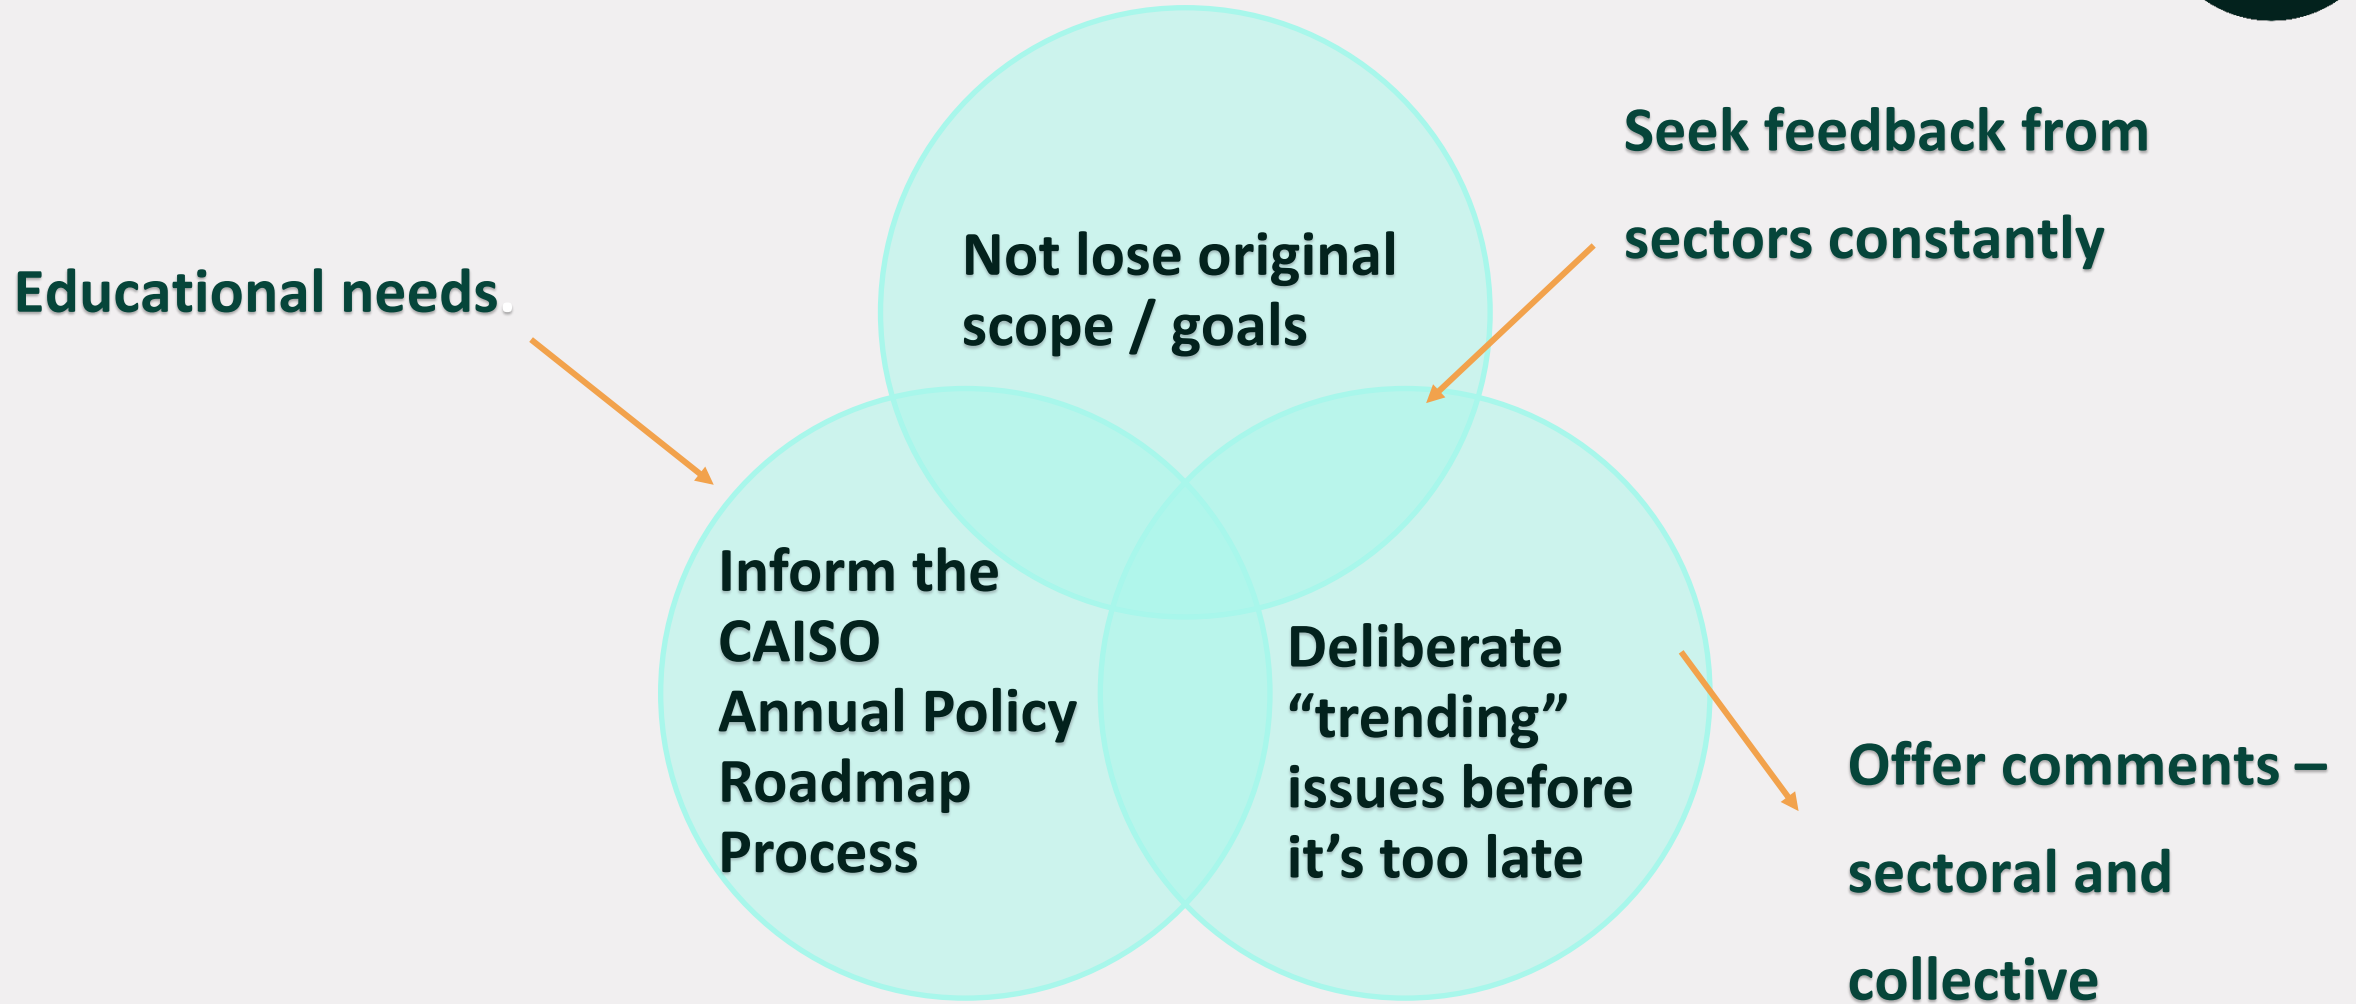 Seek feedback from
sectors constantly
Not lose original
scope / goals
Educational needs.
Inform the
CAISO
Annual Policy
Roadmap
Process
Deliberate
“trending”
issues before
it’s too late
Offer comments –
sectoral and
collective